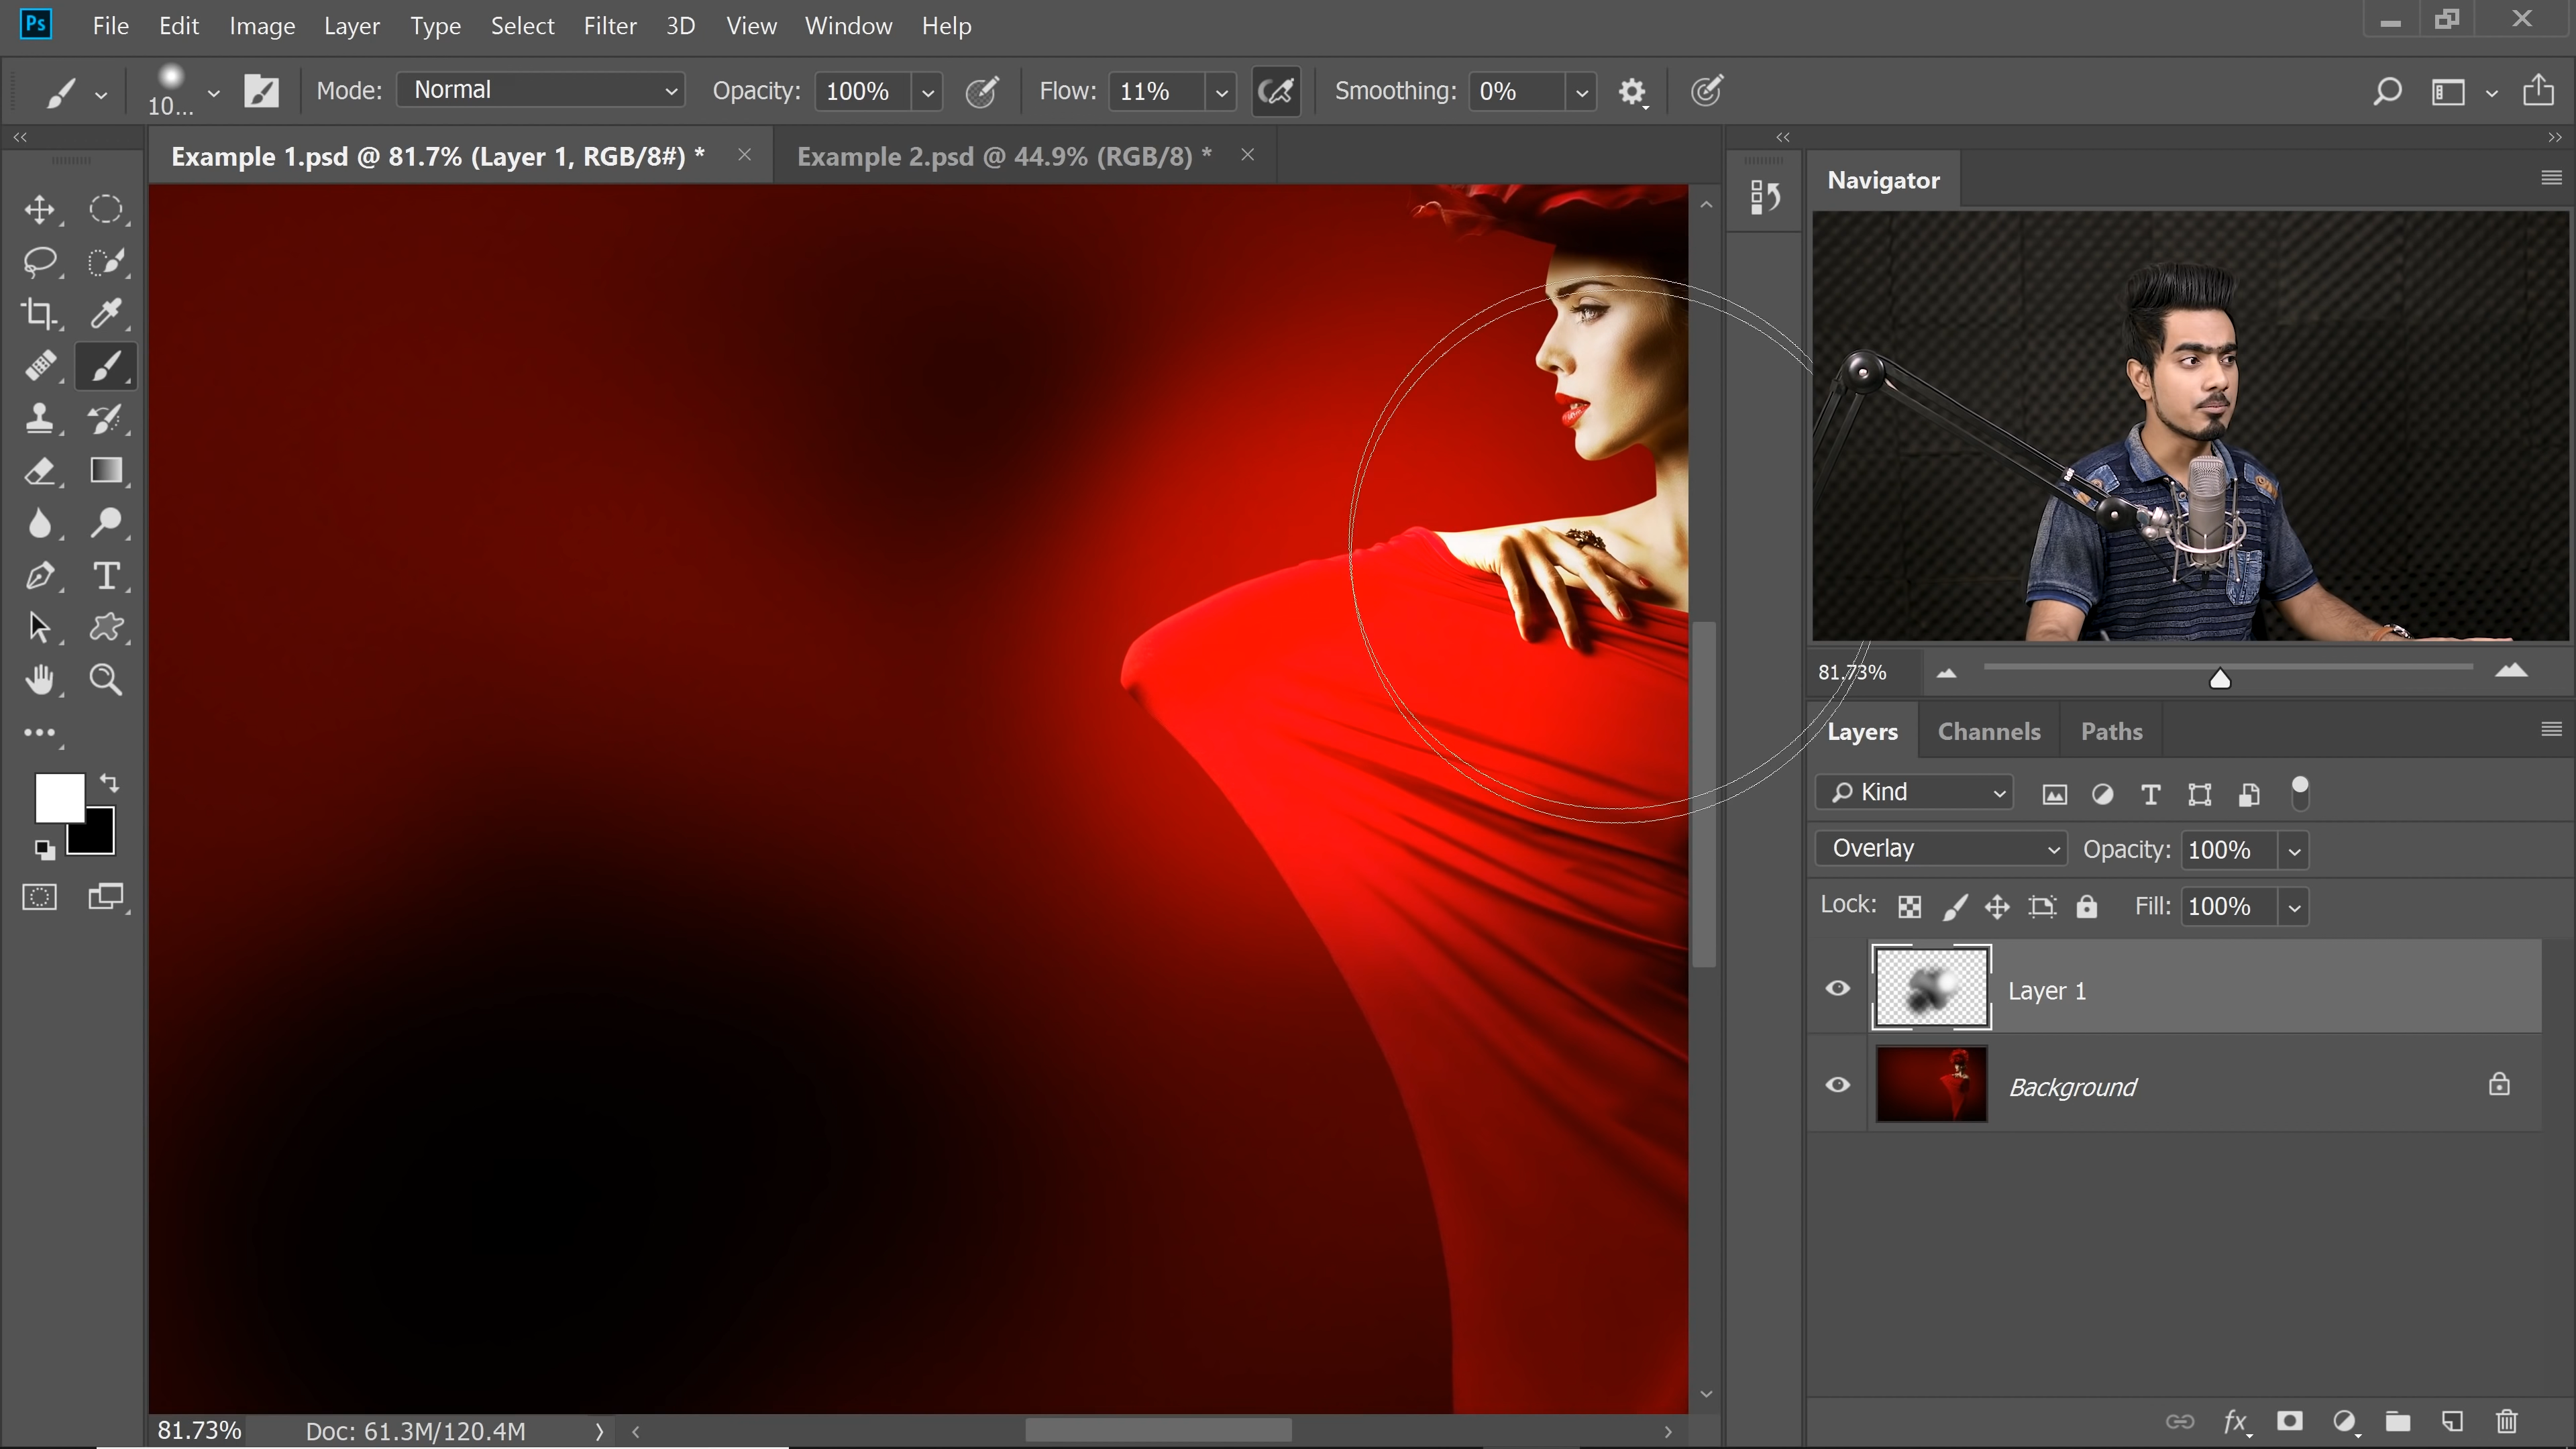 Ps File Edit Image Layer Type Select Filter 3D View Window Help
10... Mode: Normal Opacity: 100% Flow: 11% Smoothing: 0%
Example 1.psd @ 81.7% (Layer 1, RGB/8#) * Example 2.psd @ 44.9% (RGB/8) *
Navigator
81.73%
Layers Channels Paths
Kind
Overlay Opacity: 100%
Lock: Fill: 100%
Layer 1
Background
fx
81.73% Doc: 61.3M/120.4M